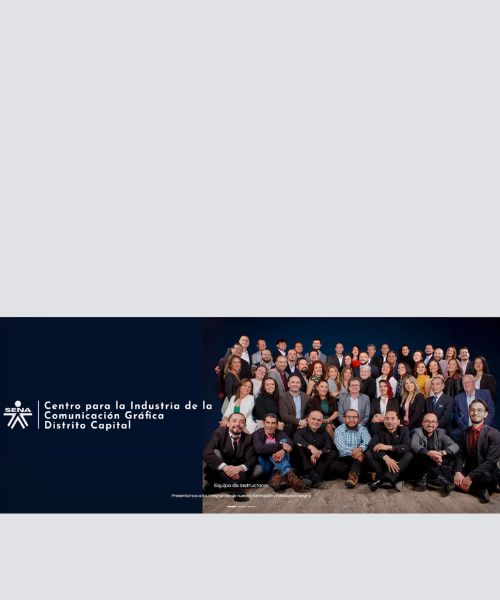 SENA
Centro para la Industria de la
Comunicación Gráfica
Distrito Capital
Equipo de Instructores
Presentamos a los integrantes de nuestra formación profesional integral